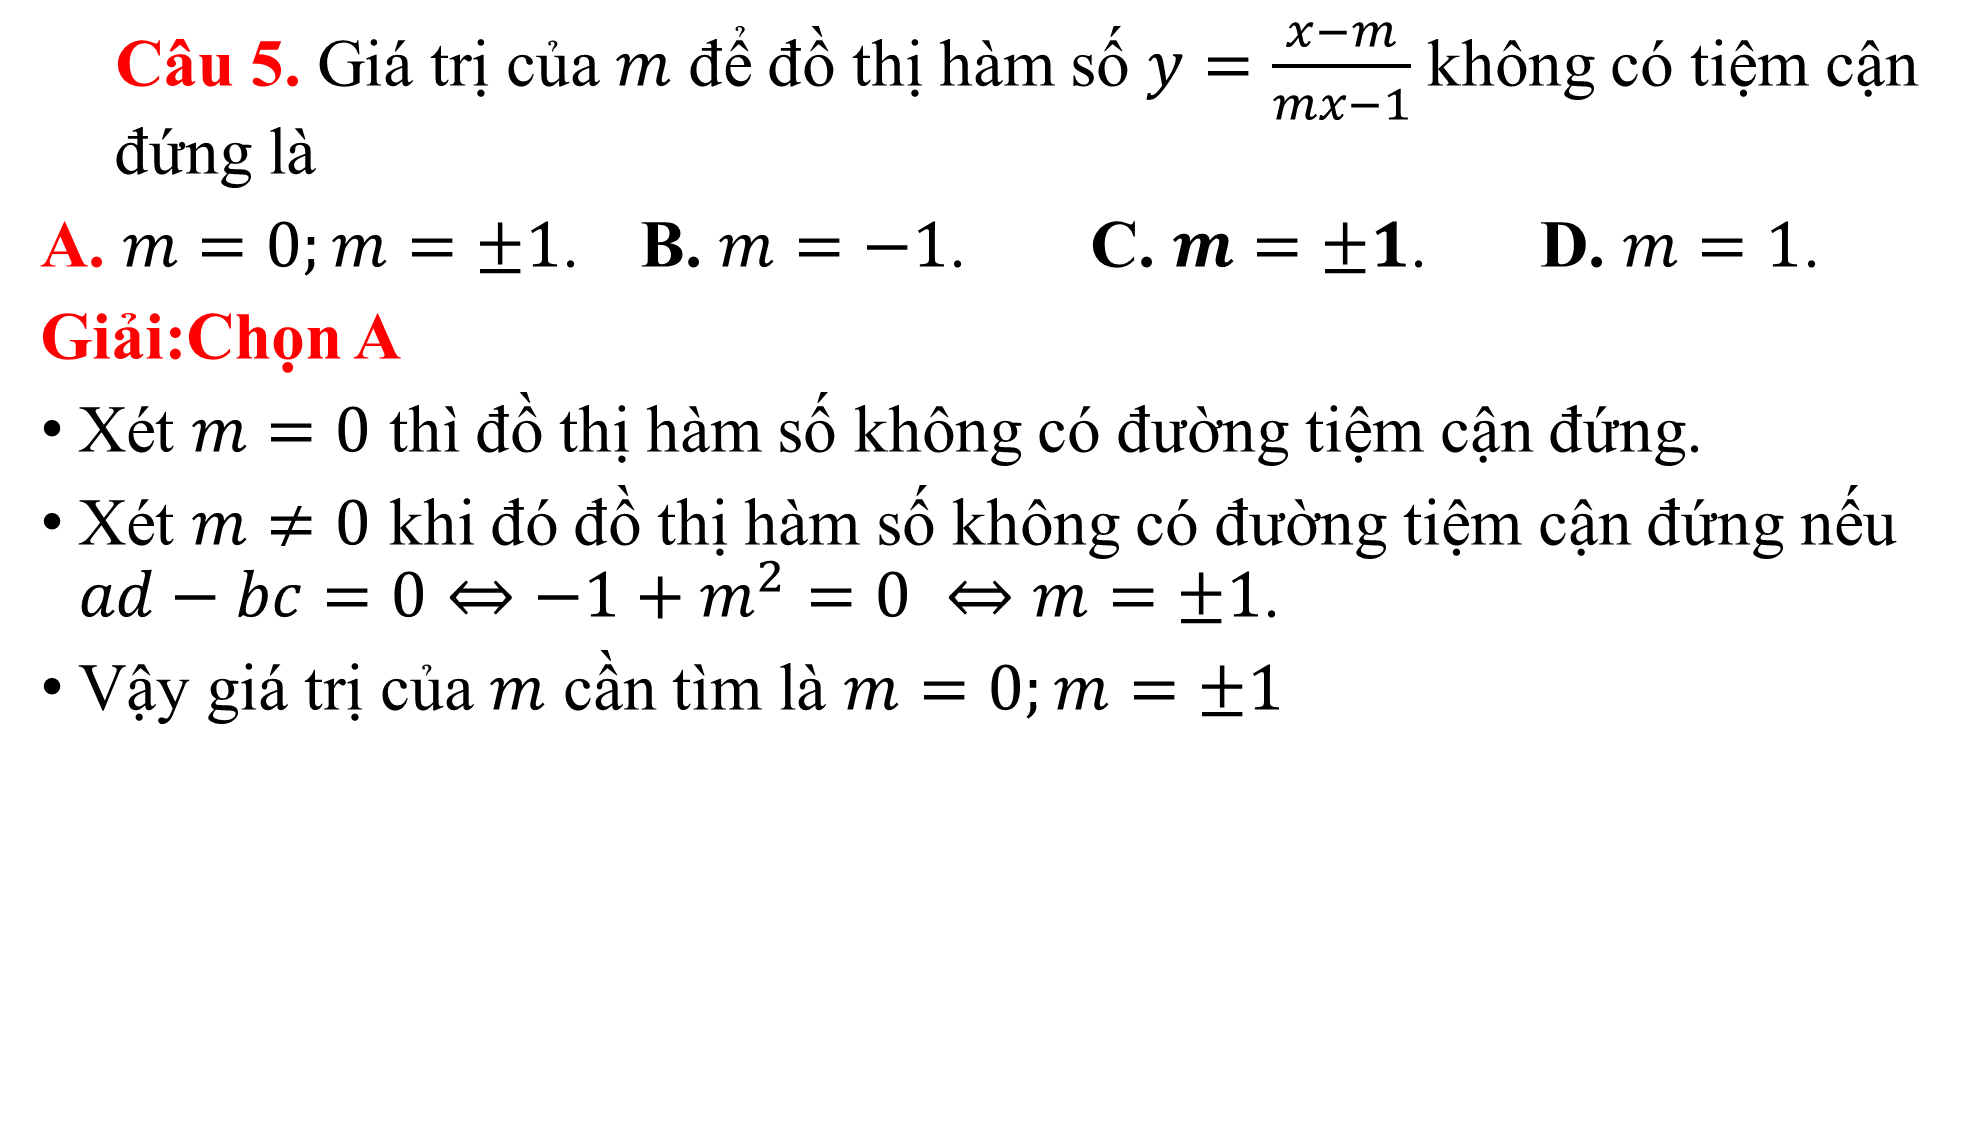 Câu 5. Giá trị của m để đồ thị hàm số y = \frac{x-m}{mx-1} không có tiệm cận
đứng là
A. m = 0; m = ±1. B. m = −1. C. m = ±1. D. m = 1.
Giải:Chọn A
• Xét m = 0 thì đồ thị hàm số không có đường tiệm cận đứng.
• Xét m ≠ 0 khi đó đồ thị hàm số không có đường tiệm cận đứng nếu
ad − bc = 0 ⇔ −1 + m² = 0 ⇔ m = ±1.
• Vậy giá trị của m cần tìm là m = 0; m = ±1